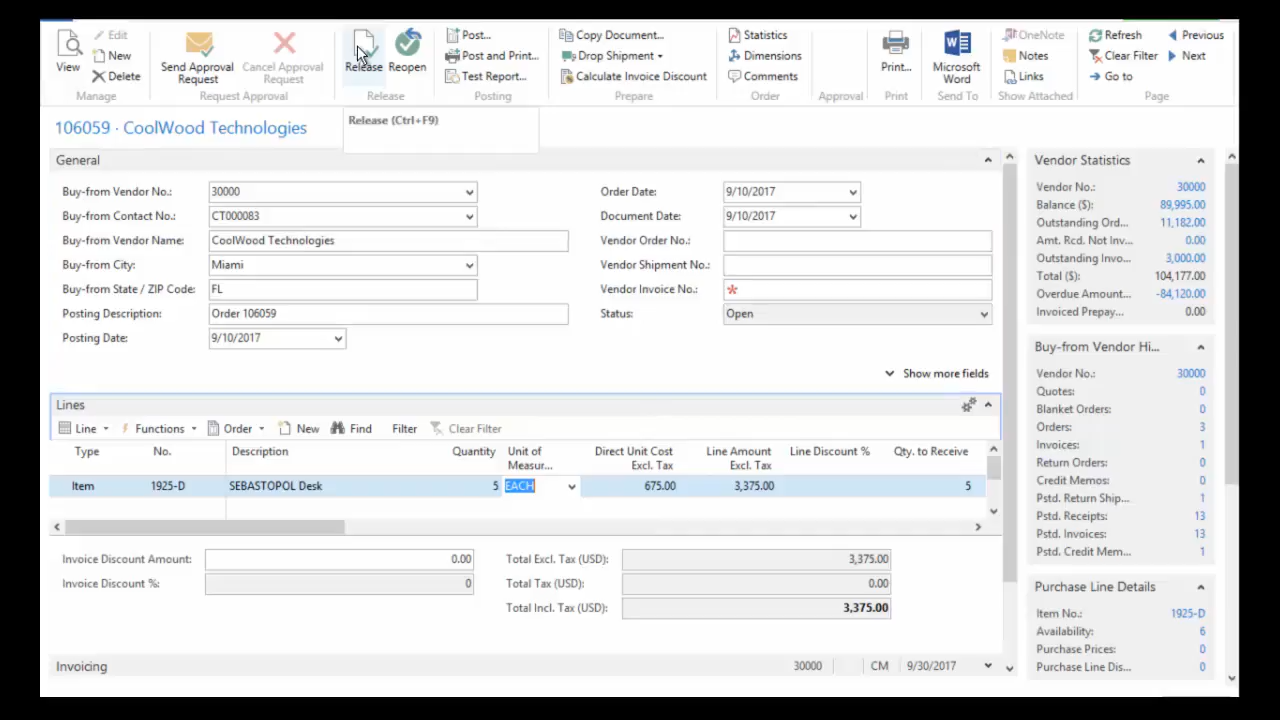 View
Edit
New
Delete
Manage
Send Approval
Request
Cancel Approval
Request
Request Approval
Release
Reopen
Release
Post...
Post and Print...
Test Report...
Posting
Copy Document...
Drop Shipment
Calculate Invoice Discount
Prepare
Statistics
Dimensions
Comments
Order
Approval
Print...
Print
Microsoft
Word
Send To
OneNote
Notes
Links
Show Attached
Refresh
Clear Filter
Go to
Previous
Next
Page
106059 · CoolWood Technologies
Release (Ctrl+F9)
General
Buy-from Vendor No.: 30000
Buy-from Contact No.: CT000083
Buy-from Vendor Name: CoolWood Technologies
Buy-from City: Miami
Buy-from State / ZIP Code: FL
Posting Description: Order 106059
Posting Date: 9/10/2017
Order Date: 9/10/2017
Document Date: 9/10/2017
Vendor Order No.:
Vendor Shipment No.:
Vendor Invoice No.: *
Status: Open
Show more fields
Lines
Line Functions Order New Find Filter Clear Filter
Type No. Description Quantity Unit of Measur... Direct Unit Cost Excl. Tax Line Amount Excl. Tax Line Discount % Qty. to Receive
Item 1925-D SEBASTOPOL Desk 5 EACH 675.00 3,375.00 5
Invoice Discount Amount: 0.00
Invoice Discount %: 0
Total Excl. Tax (USD): 3,375.00
Total Tax (USD): 0.00
Total Incl. Tax (USD): 3,375.00
Invoicing 30000 CM 9/30/2017
Vendor Statistics
Vendor No.: 30000
Balance ($): 89,995.00
Outstanding Ord... 11,182.00
Amt. Rcd. Not Inv... 0.00
Outstanding Invo... 3,000.00
Total ($): 104,177.00
Overdue Amount... -84,120.00
Invoiced Prepay... 0.00
Buy-from Vendor Hi...
Vendor No.: 30000
Quotes: 0
Blanket Orders: 0
Orders: 3
Invoices: 1
Return Orders: 0
Credit Memos: 0
Pstd. Return Ship... 1
Pstd. Receipts: 13
Pstd. Invoices: 13
Pstd. Credit Mem... 1
Purchase Line Details
Item No.: 1925-D
Availability: 6
Purchase Prices: 0
Purchase Line Dis... 0